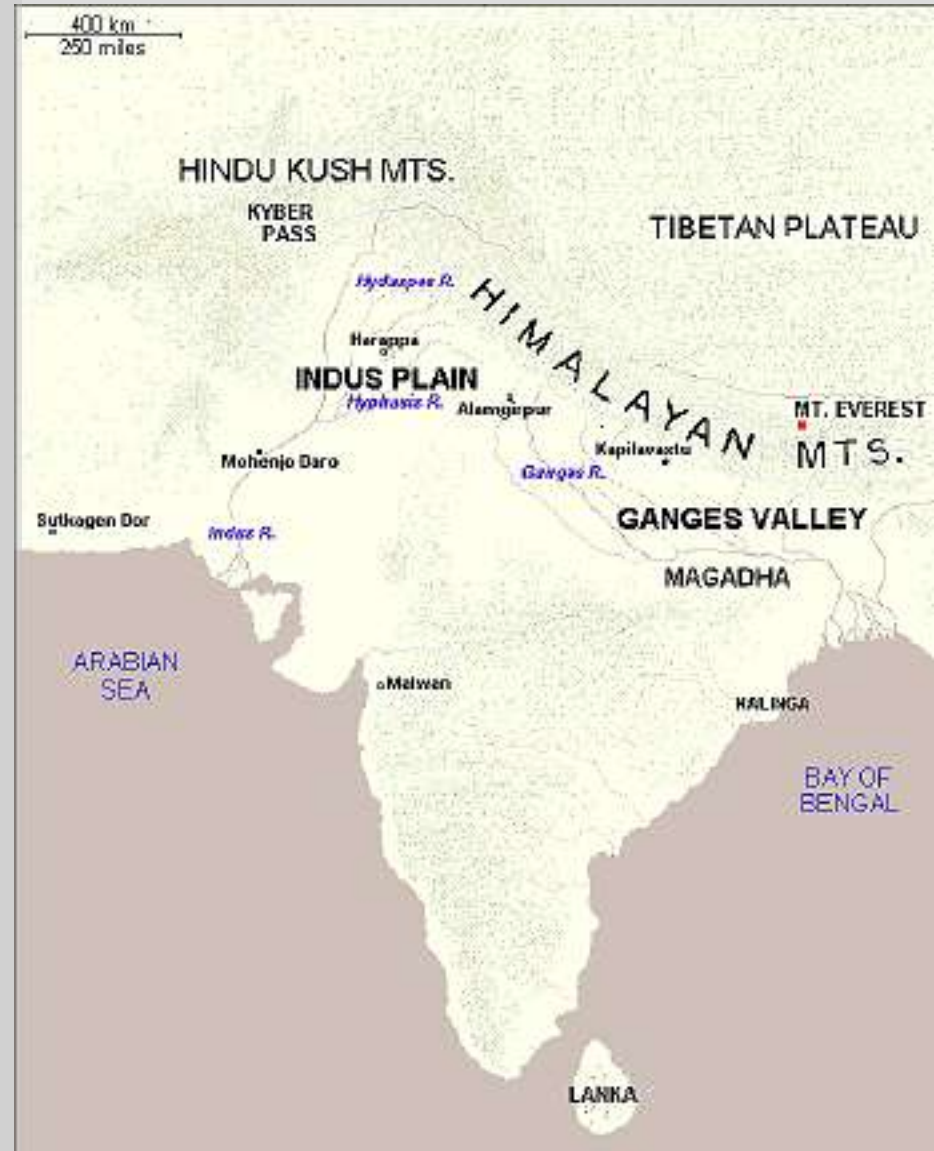 400 km
250 miles
HINDU KUSH MTS.
KYBER
PASS
TIBETAN PLATEAU
Hydaspes R.
HIMALAYAN
MTS.
Harappa
INDUS PLAIN
Hyphasis R.
Alamgirpur
MT. EVEREST
Kapilavastu
Mohenjo Daro
Ganges R.
Sutkagen Dor
Indus R.
GANGES VALLEY
MAGADHA
ARABIAN
SEA
Malwan
KALINGA
BAY OF
BENGAL
LANKA